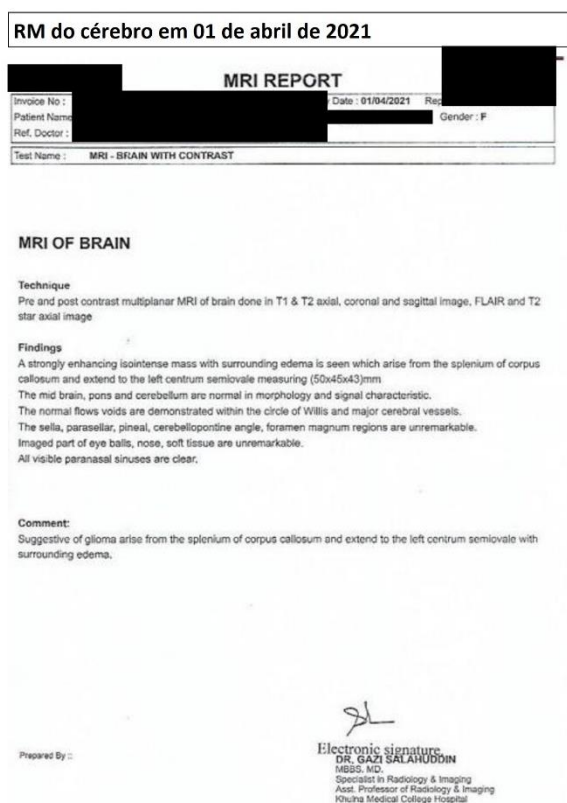 RM do cérebro em 01 de abril de 2021
MRI REPORT
Invoice No :
Date : 01/04/2021
Patient Name
Gender : F
Ref. Doctor :
Test Name : MRI - BRAIN WITH CONTRAST
MRI OF BRAIN
Technique
Pre and post contrast multiplanar MRI of brain done in T1 & T2 axial, coronal and sagittal image, FLAIR and T2
star axial image
Findings
A strongly enhancing isointense mass with surrounding edema is seen which arise from the splenium of corpus
callosum and extend to the left centrum semiovale measuring (50x45x43)mm
The mid brain, pons and cerebellum are normal in morphology and signal characteristic.
The normal flows voids are demonstrated within the circle of Willis and major cerebral vessels.
The sella, parasellar, pineal, cerebellopontine angle, foramen magnum regions are unremarkable.
Imaged part of eye balls, nose, soft tissue are unremarkable.
All visible paranasal sinuses are clear.
Comment:
Suggestive of glioma arise from the splenium of corpus callosum and extend to the left centrum semiovale with
surrounding edema.
Prepared By ::
Electronic signature
DR. GAZI SALAHUDDIN
MBBS. MD.
Specialist in Radiology & Imaging
Asst. Professor of Radiology & Imaging
Khulna Medical College Hospital